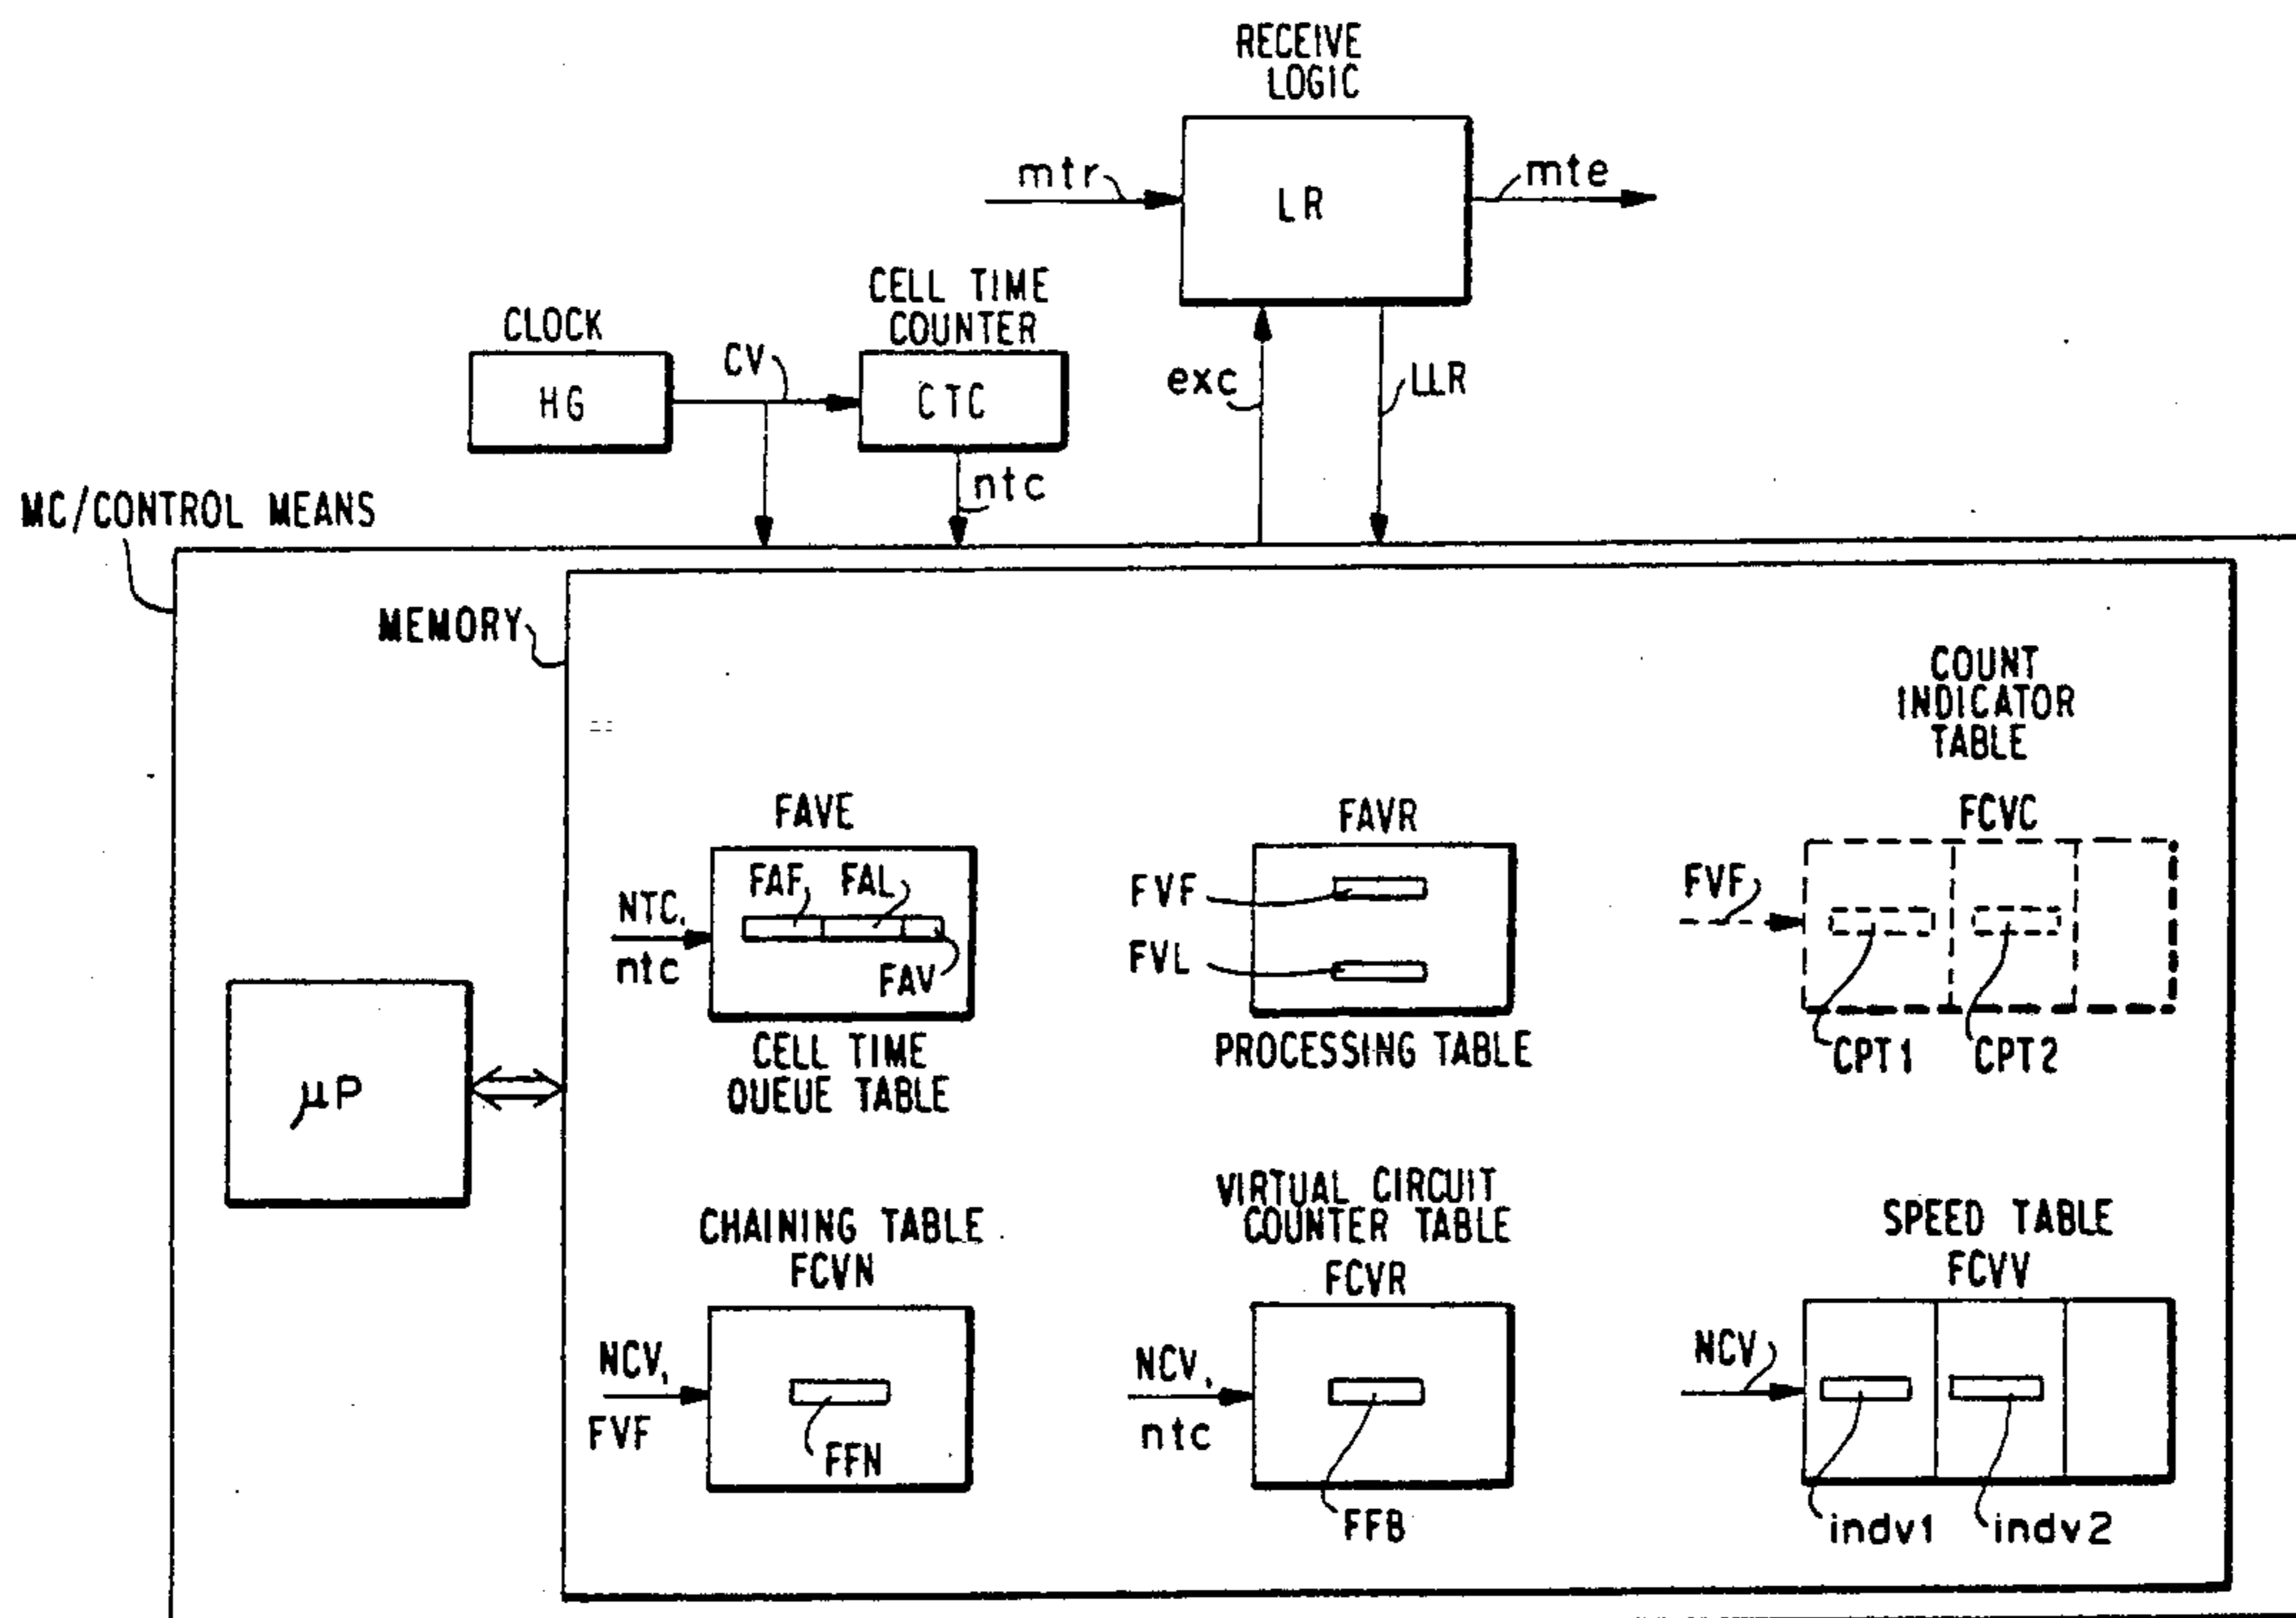 RECEIVE
LOGIC
mtr
LR
mte
CLOCK
HG
CV
CELL TIME
COUNTER
CTC
ntc
exc
LLR
MC/CONTROL MEANS
MEMORY
μP
FAVE
NTC,
ntc
FAF
FAL
FAV
CELL TIME
QUEUE TABLE
FAVR
FVF
FVL
PROCESSING TABLE
COUNT
INDICATOR
TABLE
FCVC
FVF
CPT1
CPT2
CHAINING TABLE
FCVN
NCV,
FVF
FFN
VIRTUAL CIRCUIT
COUNTER TABLE
FCVR
NCV,
ntc
FFB
SPEED TABLE
FCVV
NCV
indv1
indv2